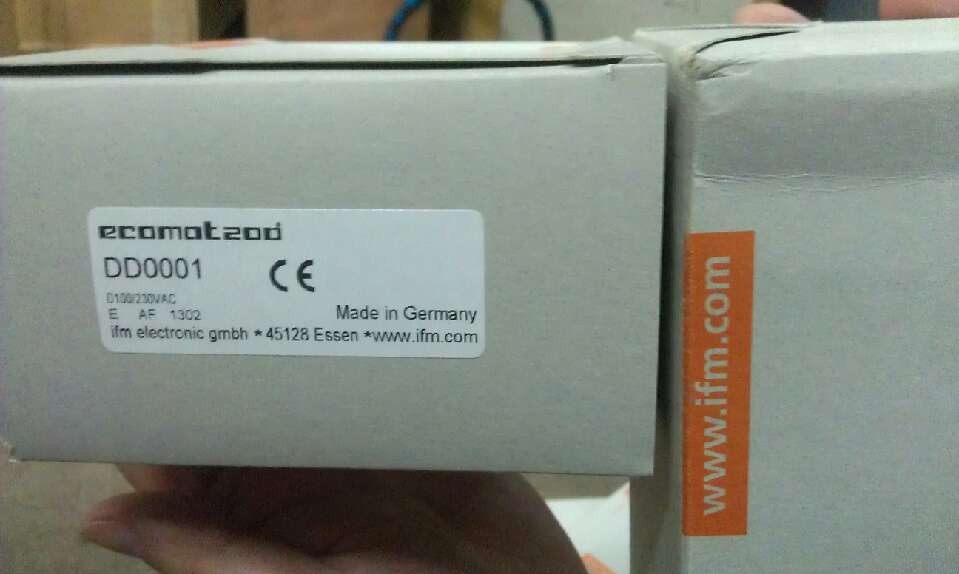 ecomat200
DD0001 CE
D100/230VAC
E AF 1302
Made in Germany
ifm electronic gmbh * 45128 Essen *www.ifm.com
www.ifm.com